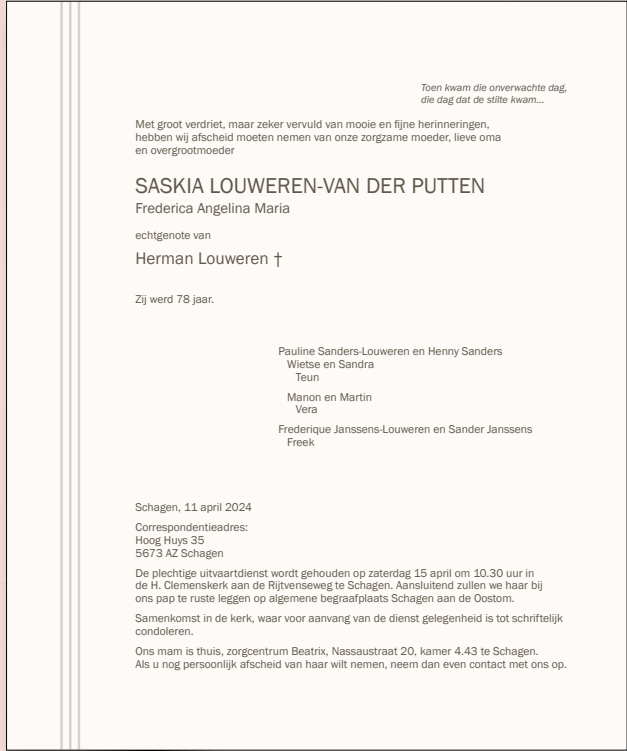 Toen kwam die onverwachte dag,
die dag dat de stilte kwam...
Met groot verdriet, maar zeker vervuld van mooie en fijne herinneringen,
hebben wij afscheid moeten nemen van onze zorgzame moeder, lieve oma
en overgrootmoeder
SASKIA LOUWEREN-VAN DER PUTTEN
Frederica Angelina Maria
echtgenote van
Herman Louweren †
Zij werd 78 jaar.
Pauline Sanders-Louweren en Henny Sanders
Wietse en Sandra
Teun
Manon en Martin
Vera
Frederique Janssens-Louweren en Sander Janssens
Freek
Schagen, 11 april 2024
Correspondentieadres:
Hoog Huys 35
5673 AZ Schagen
De plechtige uitvaartdienst wordt gehouden op zaterdag 15 april om 10.30 uur in
de H. Clemenskerk aan de Rijtvenseweg te Schagen. Aansluitend zullen we haar bij
ons pap te ruste leggen op algemene begraafplaats Schagen aan de Oostom.
Samenkomst in de kerk, waar voor aanvang van de dienst gelegenheid is tot schriftelijk
condoleren.
Ons mam is thuis, zorgcentrum Beatrix, Nassaustraat 20, kamer 4.43 te Schagen.
Als u nog persoonlijk afscheid van haar wilt nemen, neem dan even contact met ons op.